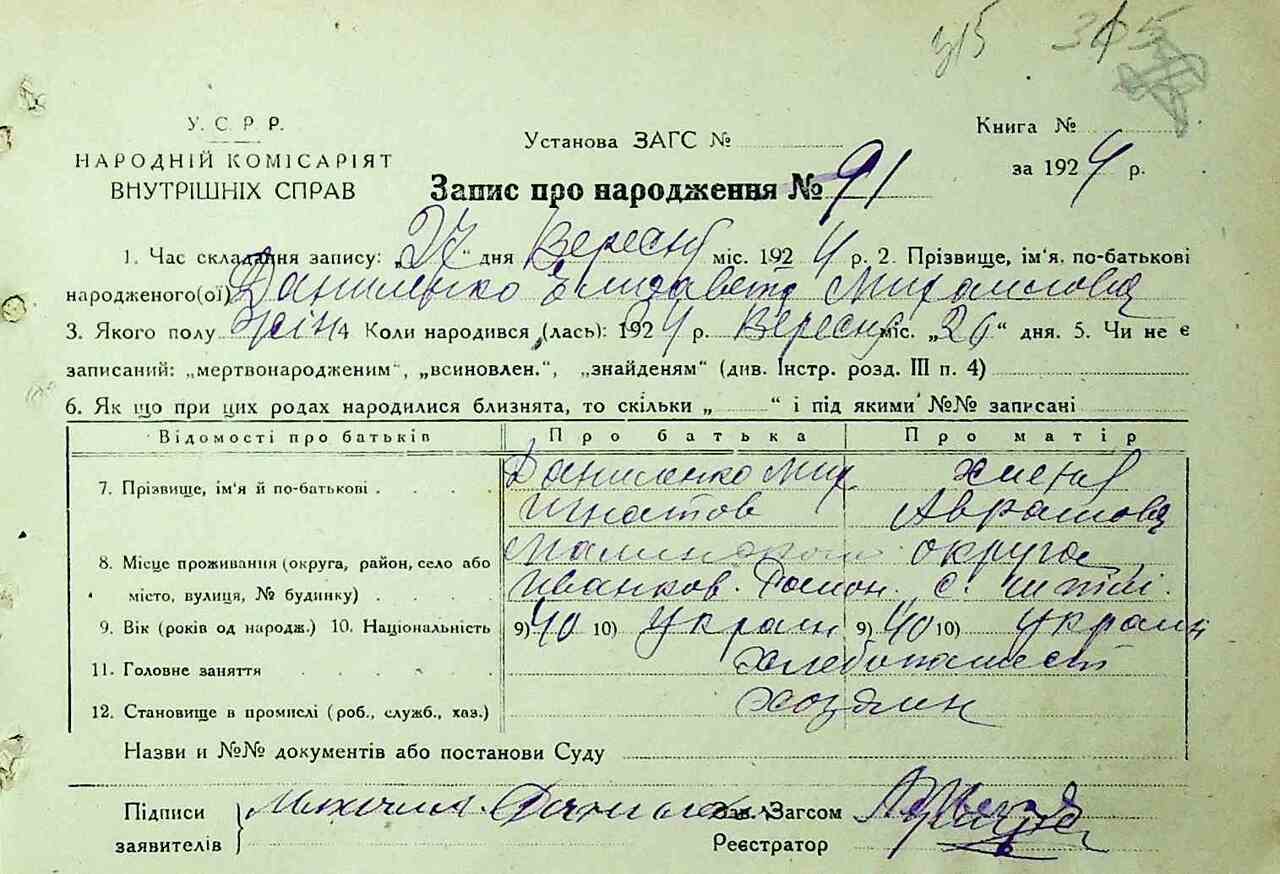 315 315
У. С. Р. Р.
НАРОДНІЙ КОМІСАРІЯТ
ВНУТРІШНІХ СПРАВ
Установа ЗАГС №
Книга №
за 1924 р.
Запис про народження № 91
1. Час складання запису: „27“ дня Вересня міс. 1924 р. 2. Прізвище, ім'я, по-батькові
народженого(ої) Даниленко Елизавета
3. Якого полу жін 4 Коли народився (лась): 1924 р. Вересня міс. „26“ дня. 5. Чи не є
записаний: „мертвонародженим“, „всиновлен.“, „знайденям“ (див. Інстр. розд. III п. 4)
6. Як що при цих родах народилися близнята, то скільки „ “ і під якими №№ записані
Відомості про батьків Про батька Про матір
7. Прізвище, ім'я й по-батькові Даниленко
Игнатов Аврамова
8. Місце проживання (округа, район, село або округа
місто, вулиця, № будинку) Иванков. Район. с.
9. Вік (років од народж.) 10. Національність 9) 40 10) Украин 9) 40 10) Украин
11. Головне заняття хлебопашест
12. Становище в промислі (роб., служб., хаз.) хозяин
Назви и №№ документів або постанови Суду
Підписи Зав. Загсом
заявителів Реєстратор